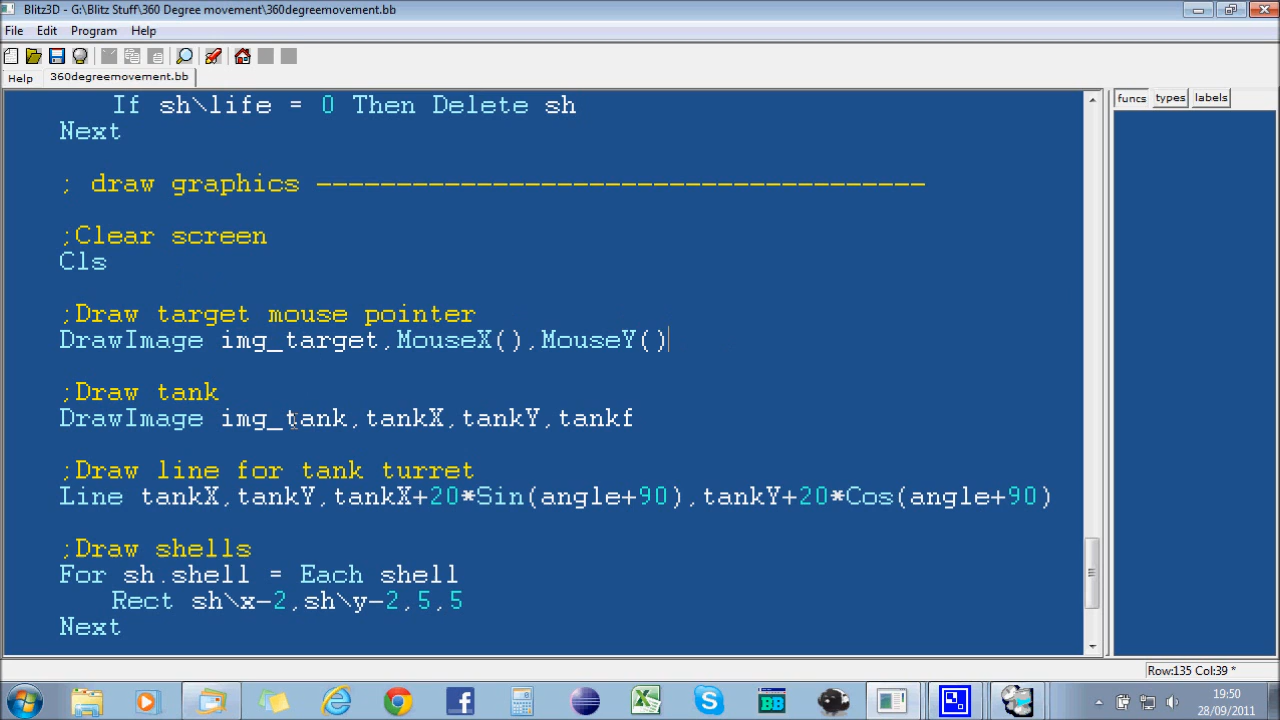 Blitz3D - G:\Blitz Stuff\360 Degree movement\360degreemovement.bb
File Edit Program Help
Help 360degreemovement.bb
funcs types labels
If sh\life = 0 Then Delete sh
Next
; draw graphics --------------------------------------
;Clear screen
Cls
;Draw target mouse pointer
DrawImage img_target,MouseX(),MouseY()
;Draw tank
DrawImage img_tank,tankX,tankY,tankf
;Draw line for tank turret
Line tankX,tankY,tankX+20*Sin(angle+90),tankY+20*Cos(angle+90)
;Draw shells
For sh.shell = Each shell
Rect sh\x-2,sh\y-2,5,5
Next
Row:135 Col:39 *
BB
19:50
28/09/2011